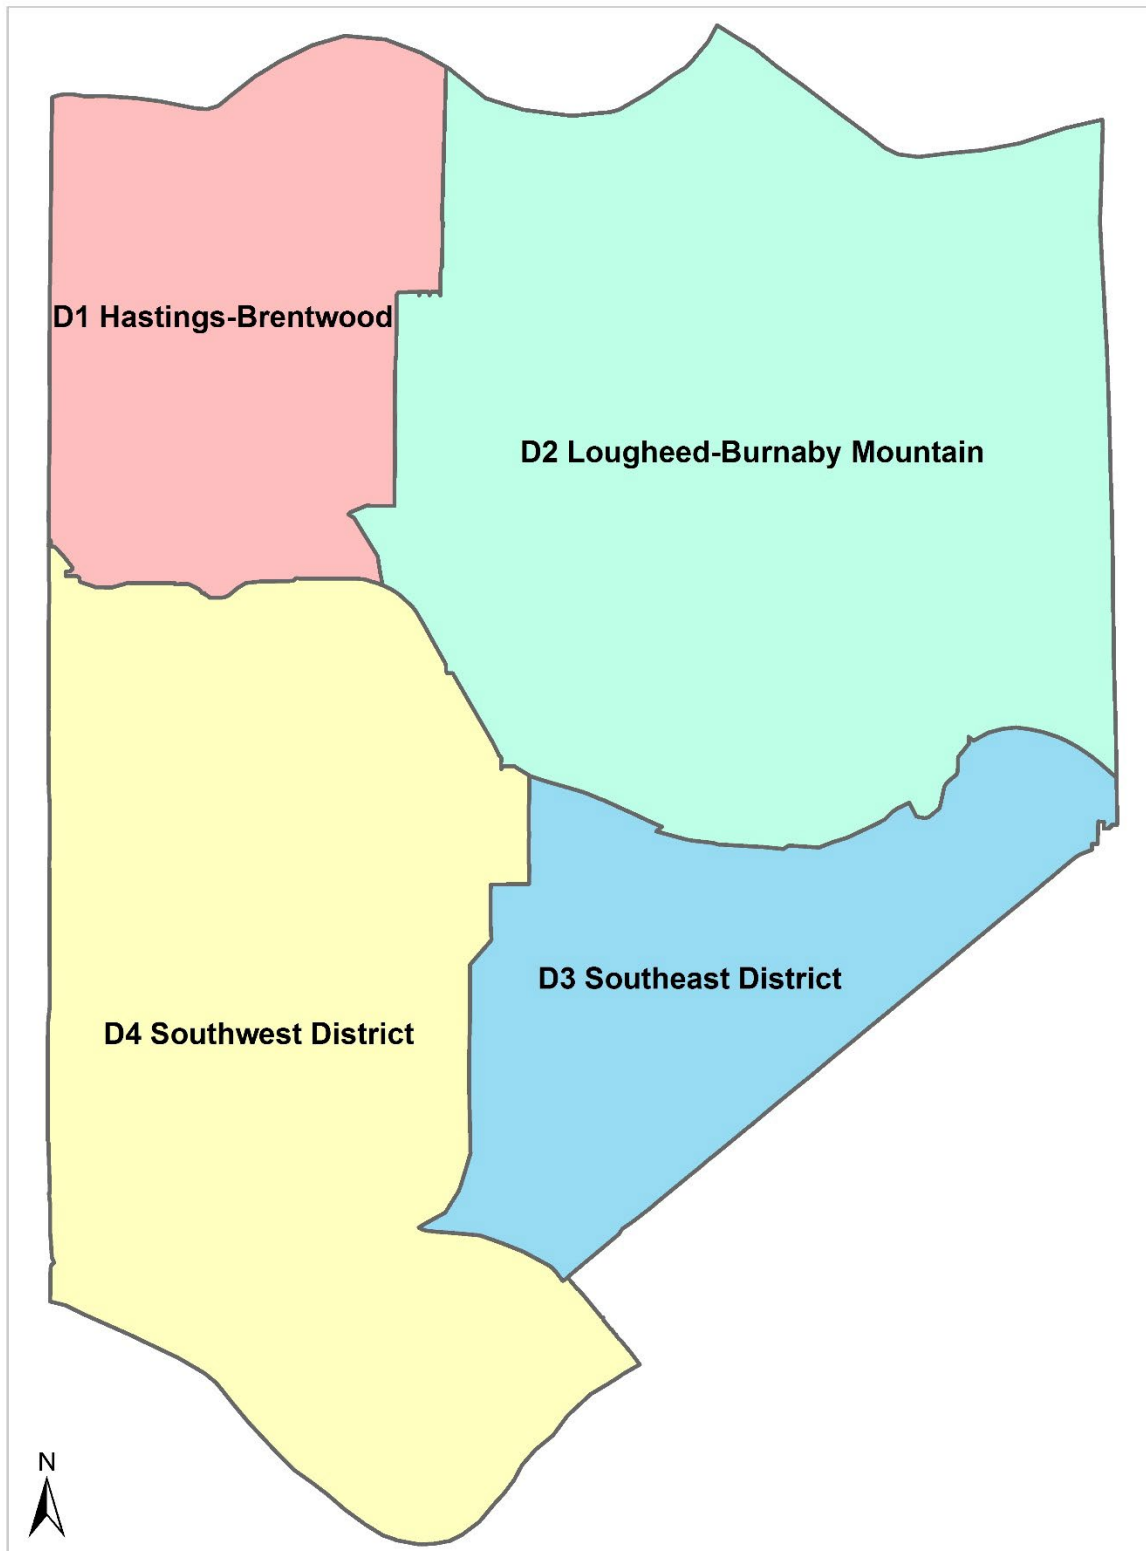 D1 Hastings-Brentwood
D2 Lougheed-Burnaby Mountain
D3 Southeast District
D4 Southwest District
N